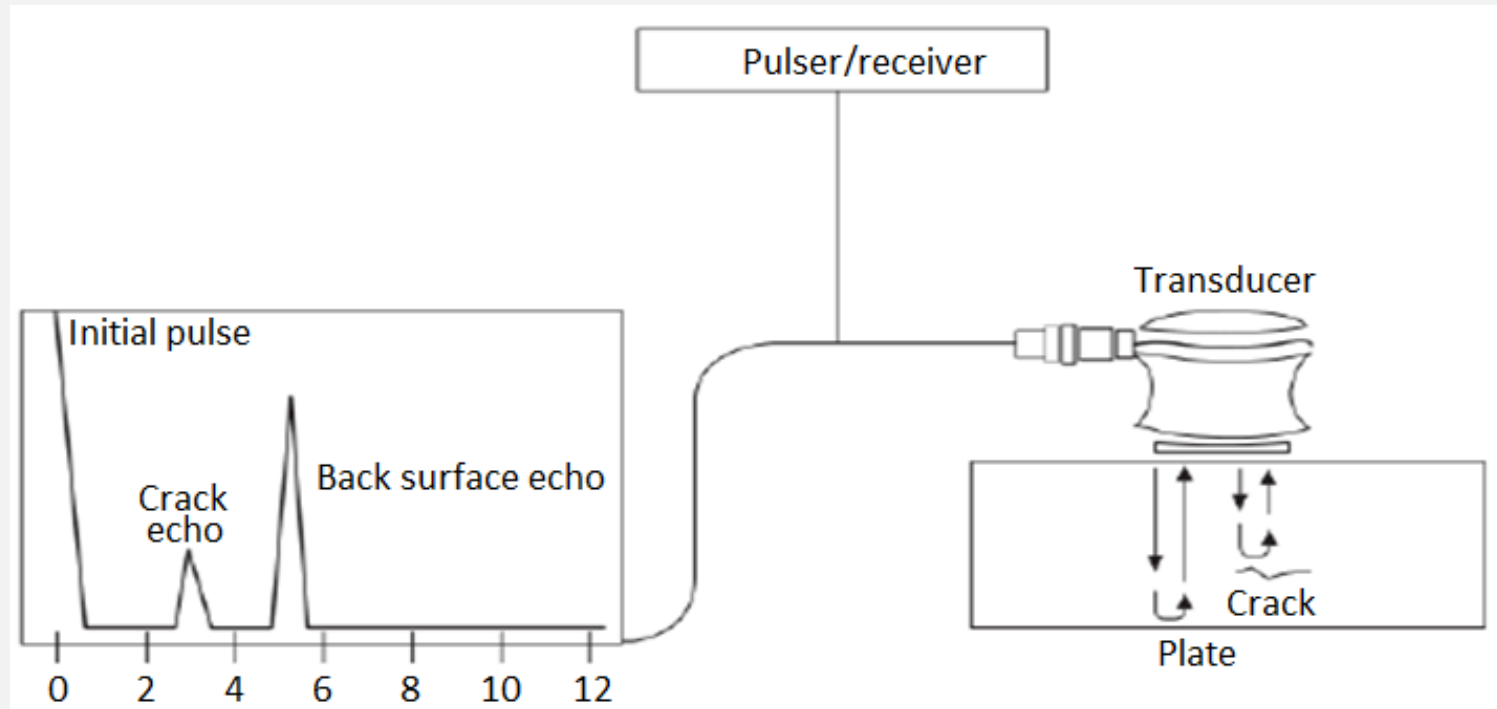 Pulser/receiver
Transducer
Initial pulse
Crack
echo
Back surface echo
Crack
Plate
0 2 4 6 8 10 12